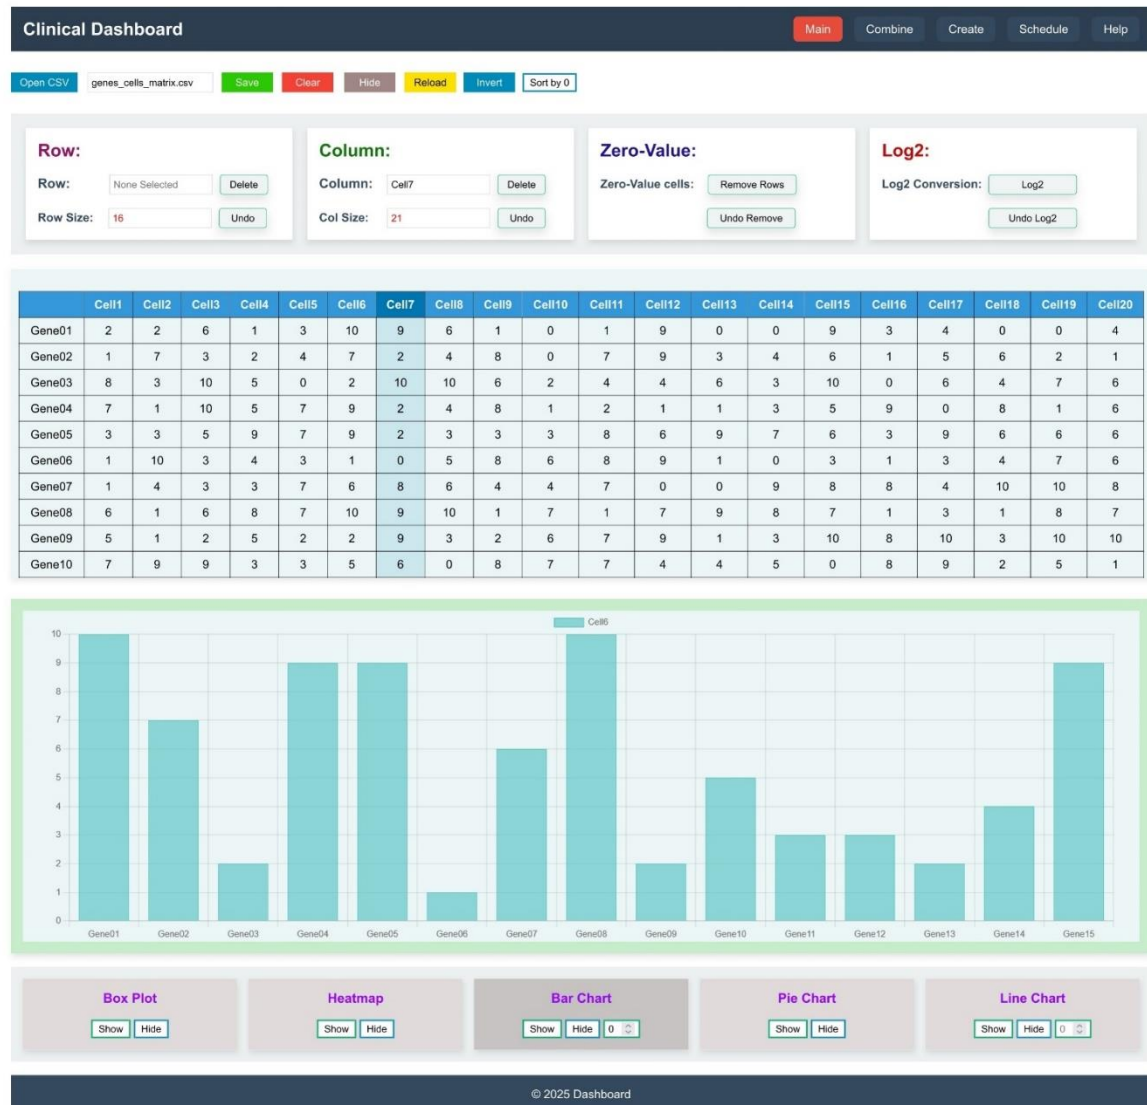 Clinical Dashboard Main Combine Create Schedule Help
Open CSV genes_cells_matrix.csv Save Clear Hide Reload Invert Sort by 0
Row: Column: Zero-Value: Log2:
Row: None Selected Delete Column: Cell7 Delete Zero-Value cells: Remove Rows Log2 Conversion: Log2
Row Size: 16 Undo Col Size: 21 Undo Undo Remove Undo Log2
Cell1 Cell2 Cell3 Cell4 Cell5 Cell6 Cell7 Cell8 Cell9 Cell10 Cell11 Cell12 Cell13 Cell14 Cell15 Cell16 Cell17 Cell18 Cell19 Cell20
Gene01 2 2 6 1 3 10 9 6 1 0 1 9 0 0 9 3 4 0 0 4
Gene02 1 7 3 2 4 7 2 4 8 0 7 9 3 4 6 1 5 6 2 1
Gene03 8 3 10 5 0 2 10 10 6 2 4 4 6 3 10 0 6 4 7 6
Gene04 7 1 10 5 7 9 2 4 8 1 2 1 1 3 5 9 0 8 1 6
Gene05 3 3 5 9 7 9 2 3 3 3 8 6 9 7 6 3 9 6 6 6
Gene06 1 10 3 4 3 1 0 5 8 6 8 9 1 0 3 1 3 4 7 6
Gene07 1 4 3 3 7 6 8 6 4 4 7 0 0 9 8 8 4 10 10 8
Gene08 6 1 6 8 7 10 9 10 1 7 1 7 9 8 7 1 3 1 8 7
Gene09 5 1 2 5 2 2 9 3 2 6 7 9 1 3 10 8 10 3 10 10
Gene10 7 9 9 3 3 5 6 0 8 7 7 4 4 5 0 8 9 2 5 1
Cell6
10
9
8
7
6
5
4
3
2
1
0
Gene01 Gene02 Gene03 Gene04 Gene05 Gene06 Gene07 Gene08 Gene09 Gene10 Gene11 Gene12 Gene13 Gene14 Gene15
Box Plot Heatmap Bar Chart Pie Chart Line Chart
Show Hide Show Hide Show Hide 0 Show Hide Show Hide 0
© 2025 Dashboard